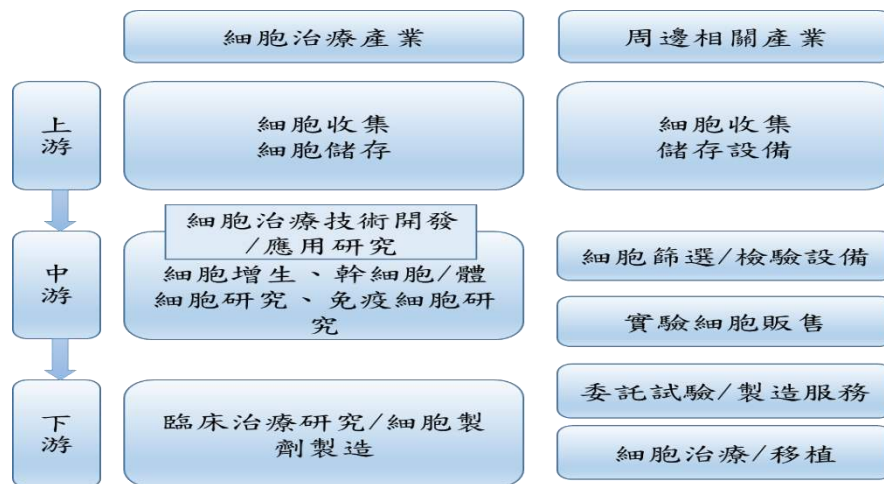 細胞治療產業
周邊相關產業
上
游
細胞收集
細胞儲存
細胞收集
儲存設備
中
游
細胞治療技術開發
/應用研究
細胞增生、幹細胞/體
細胞研究、免疫細胞研
究
細胞篩選/檢驗設備
實驗細胞販售
下
游
臨床治療研究/細胞製
劑製造
委託試驗/製造服務
細胞治療/移植